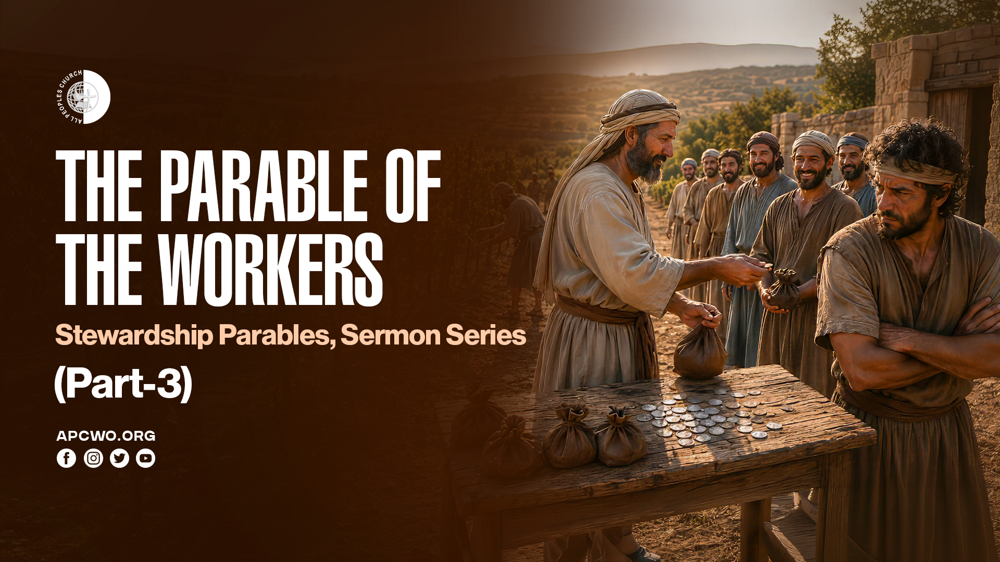 ALL PEOPLES CHURCH
THE PARABLE OF
THE WORKERS
Stewardship Parables, Sermon Series
(Part-3)
APCWO.ORG